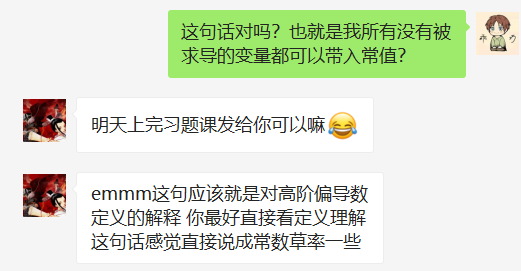 这句话对吗？也就是我所有没有被
求导的变量都可以带入常值？
明天上完习题课发给你可以嘛😂
emmm这句应该就是对高阶偏导数
定义的解释 你最好直接看定义理解
这句话感觉直接说成常数草率一些